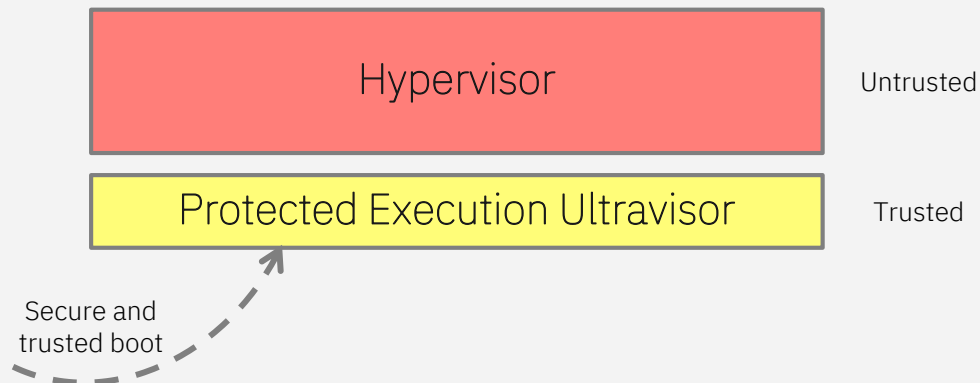 Hypervisor
Untrusted
Protected Execution Ultravisor
Trusted
Secure and
trusted boot